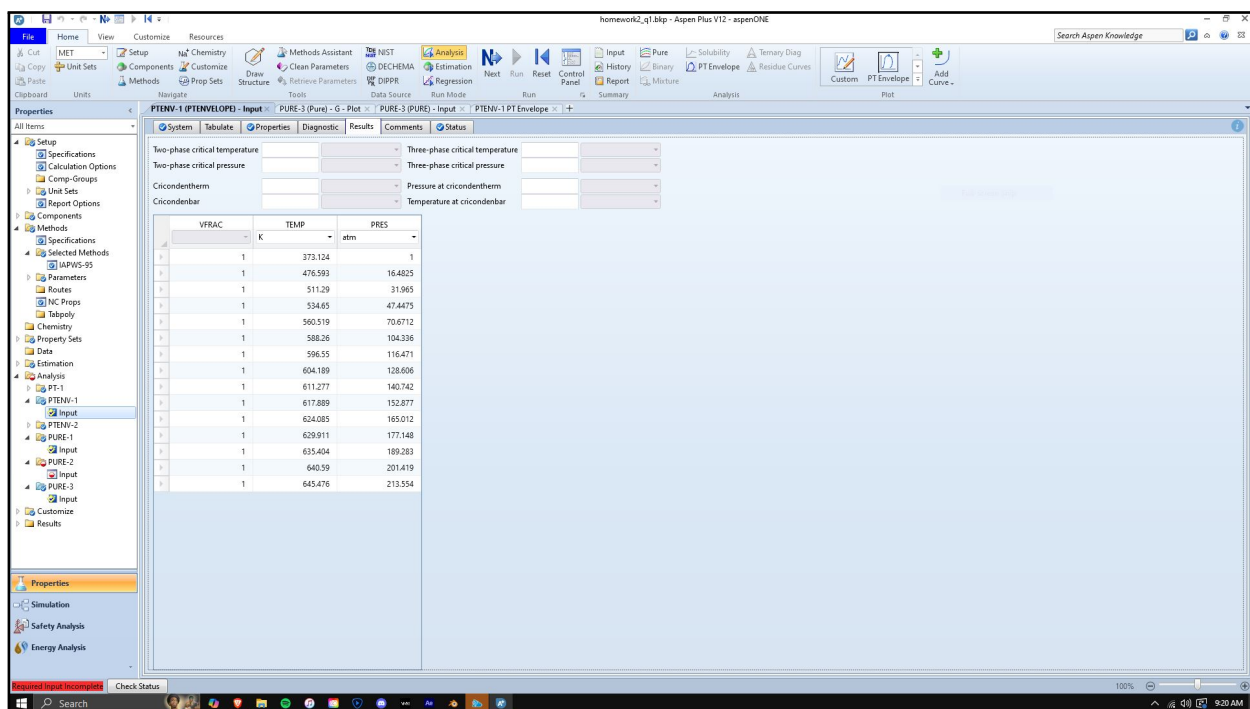 homework2_q1.bkp - Aspen Plus V12 - aspenONE
File Home View Customize Resources Search Aspen Knowledge
Cut MET Setup Na⁺ Chemistry Methods Assistant NIST Analysis Input Pure Solubility Ternary Diag
Copy Unit Sets Components Customize Clean Parameters DECHEMA Estimation History Binary PT Envelope Residue Curves
Paste Methods Prop Sets Draw Structure Retrieve Parameters DIPPR Regression Next Run Reset Control Panel Report Mixture Custom PT Envelope Add Curve
Clipboard Units Navigate Tools Data Source Run Mode Run Summary Analysis Plot
Properties
All Items
Setup
Specifications
Calculation Options
Comp-Groups
Unit Sets
Report Options
Components
Methods
Specifications
Selected Methods
IAPWS-95
Parameters
Routes
NC Props
Tabpoly
Chemistry
Property Sets
Data
Estimation
Analysis
PT-1
PTENV-1
Input
PTENV-2
PURE-1
Input
PURE-2
Input
PURE-3
Input
Customize
Results
Properties
Simulation
Safety Analysis
Energy Analysis
PTENV-1 (PTENVELOPE) - Input PURE-3 (Pure) - G - Plot PURE-3 (PURE) - Input PTENV-1 PT Envelope +
System Tabulate Properties Diagnostic Results Comments Status
Two-phase critical temperature Three-phase critical temperature
Two-phase critical pressure Three-phase critical pressure
Cricondentherm Pressure at cricondentherm
Cricondenbar Temperature at cricondenbar
VFRAC TEMP PRES
K atm
1 373.124 1
1 476.593 16.4825
1 511.29 31.965
1 534.65 47.4475
1 560.519 70.6712
1 588.26 104.336
1 596.55 116.471
1 604.189 128.606
1 611.277 140.742
1 617.889 152.877
1 624.085 165.012
1 629.911 177.148
1 635.404 189.283
1 640.59 201.419
1 645.476 213.554
Required Input Incomplete Check Status 100%
Search 9:20 AM